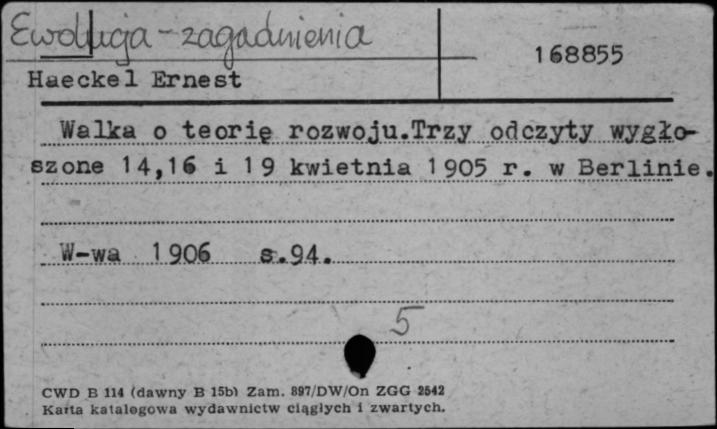 Ewolucja - zagadnienia
168855
Haeckel Ernest
Walka o teorię rozwoju.Trzy odczyty wygło-
szone 14,16 i 19 kwietnia 1905 r. w Berlinie.
W-wa 1906 s.94.
5
CWD B 114 (dawny B 15b) Zam. 897/DW/On ZGG 2542
Karta katalogowa wydawnictw ciągłych i zwartych.